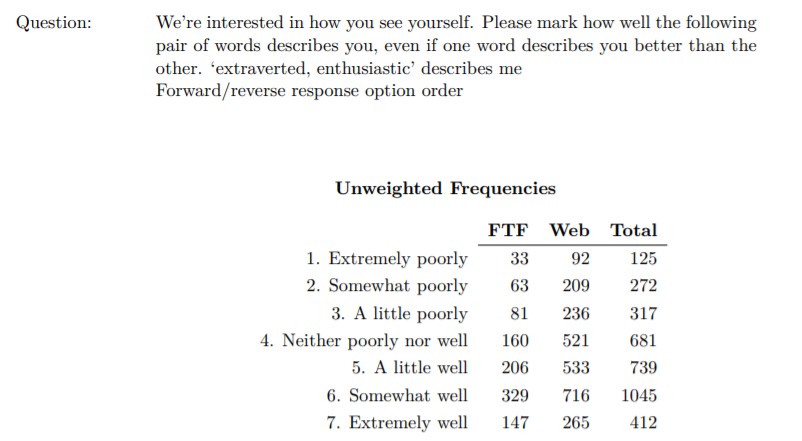 Question: We're interested in how you see yourself. Please mark how well the following
pair of words describes you, even if one word describes you better than the
other. ‘extraverted, enthusiastic’ describes me
Forward/reverse response option order
Unweighted Frequencies
FTF Web Total
1. Extremely poorly 33 92 125
2. Somewhat poorly 63 209 272
3. A little poorly 81 236 317
4. Neither poorly nor well 160 521 681
5. A little well 206 533 739
6. Somewhat well 329 716 1045
7. Extremely well 147 265 412